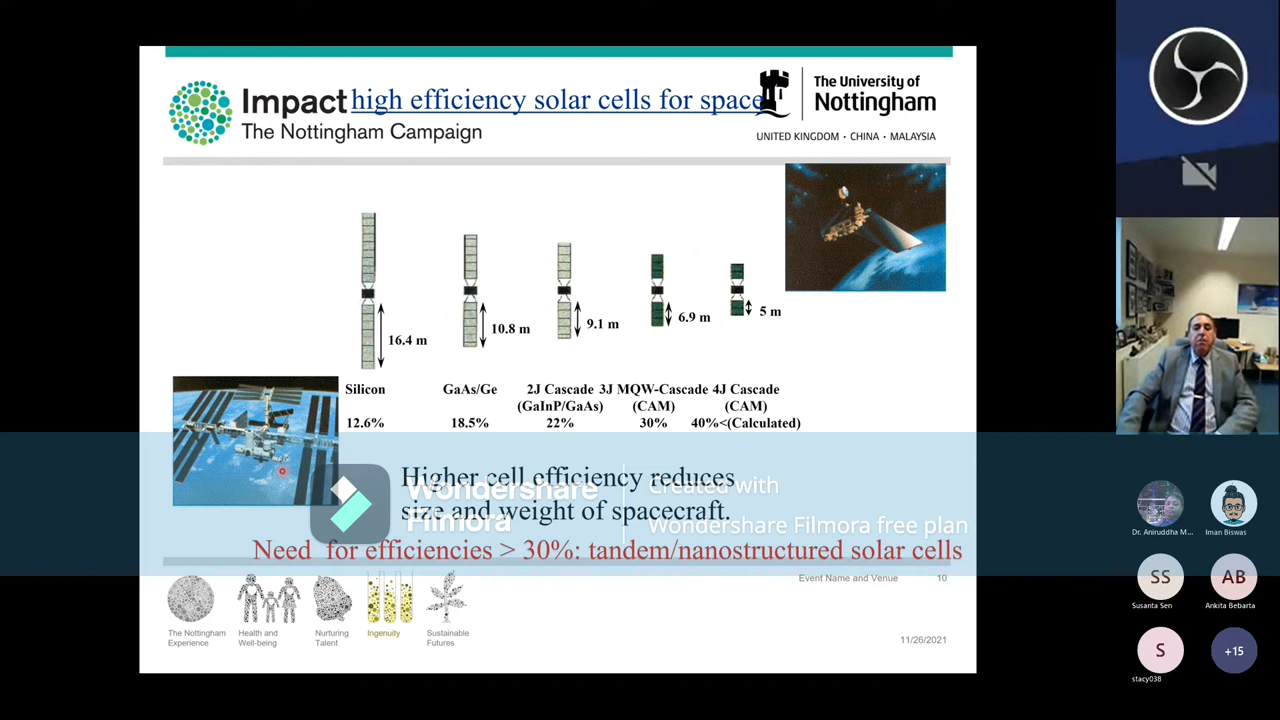 Impact high efficiency solar cells for space
The Nottingham Campaign
The University of
Nottingham
UNITED KINGDOM · CHINA · MALAYSIA
16.4 m
10.8 m
9.1 m
6.9 m
5 m
Silicon GaAs/Ge 2J Cascade 3J MQW-Cascade 4J Cascade
(GaInP/GaAs) (CAM) (CAM)
12.6% 18.5% 22% 30% 40%<(Calculated)
Higher cell efficiency reduces
size and weight of spacecraft.
Wondershare
Filmora
Created with
Wondershare Filmora free plan
Need for efficiencies > 30%: tandem/nanostructured solar cells
Event Name and Venue 10
The Nottingham
Experience
Health and
Well-being
Nurturing
Talent
Ingenuity
Sustainable
Futures
11/26/2021
Dr. Aniruddha M...
Iman Biswas
SS
Susanta Sen
AB
Ankita Bebarta
S
stacy038
+15